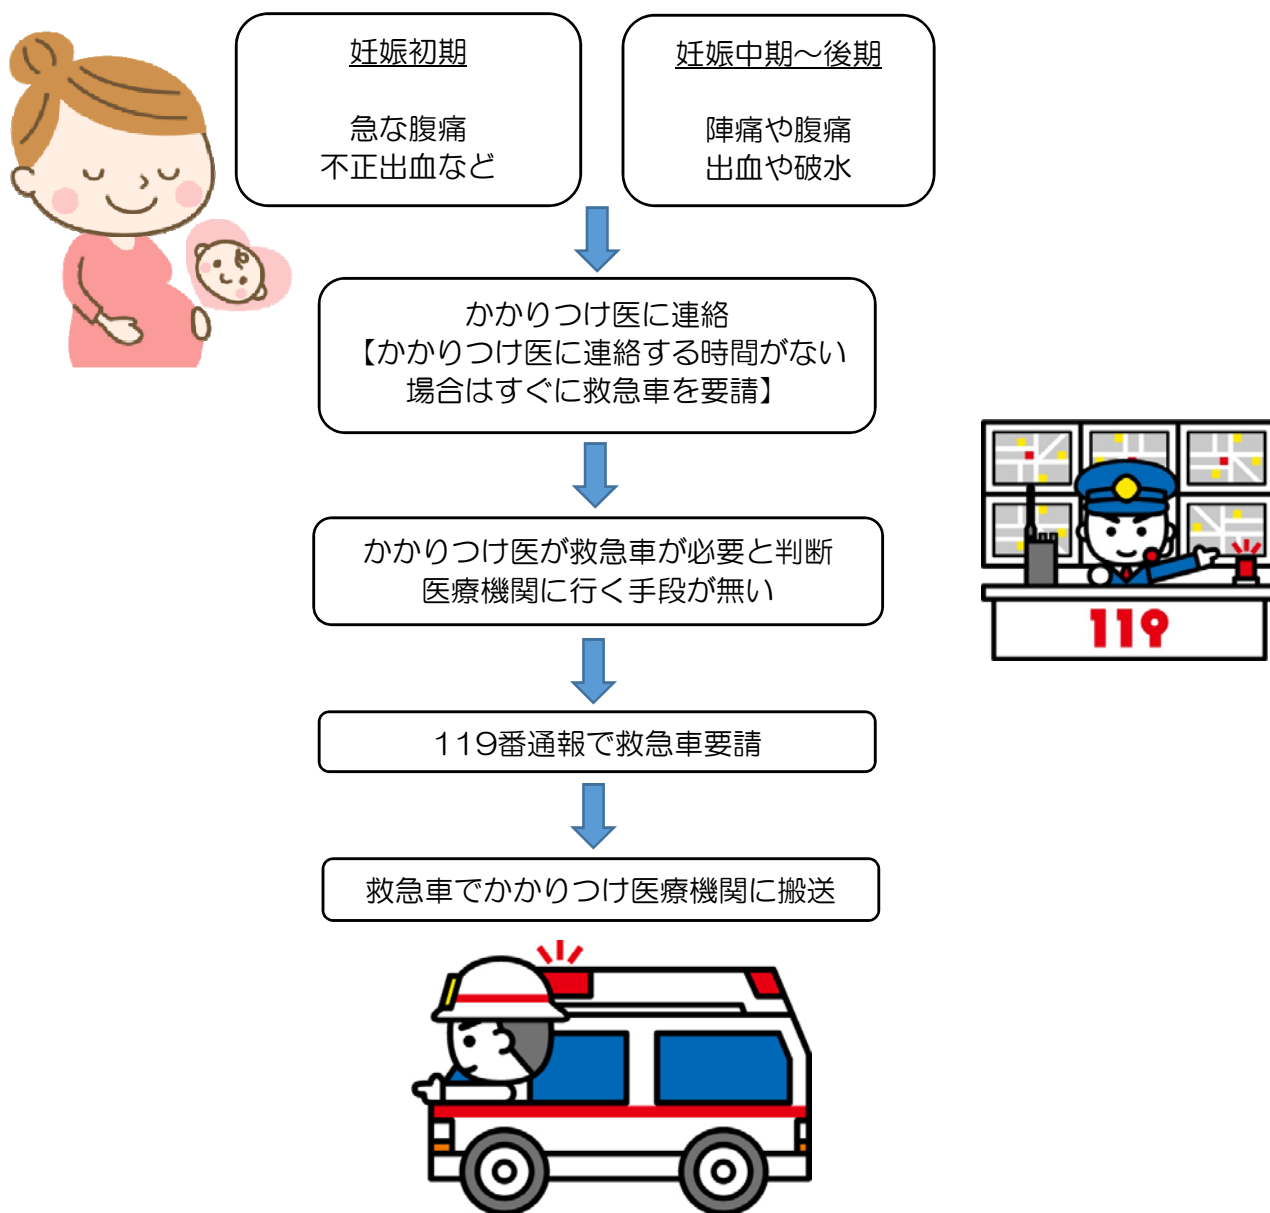 妊娠初期
急な腹痛
不正出血など
妊娠中期～後期
陣痛や腹痛
出血や破水
かかりつけ医に連絡
【かかりつけ医に連絡する時間がない
場合はすぐに救急車を要請】
かかりつけ医が救急車が必要と判断
医療機関に行く手段が無い
119
119番通報で救急車要請
救急車でかかりつけ医療機関に搬送